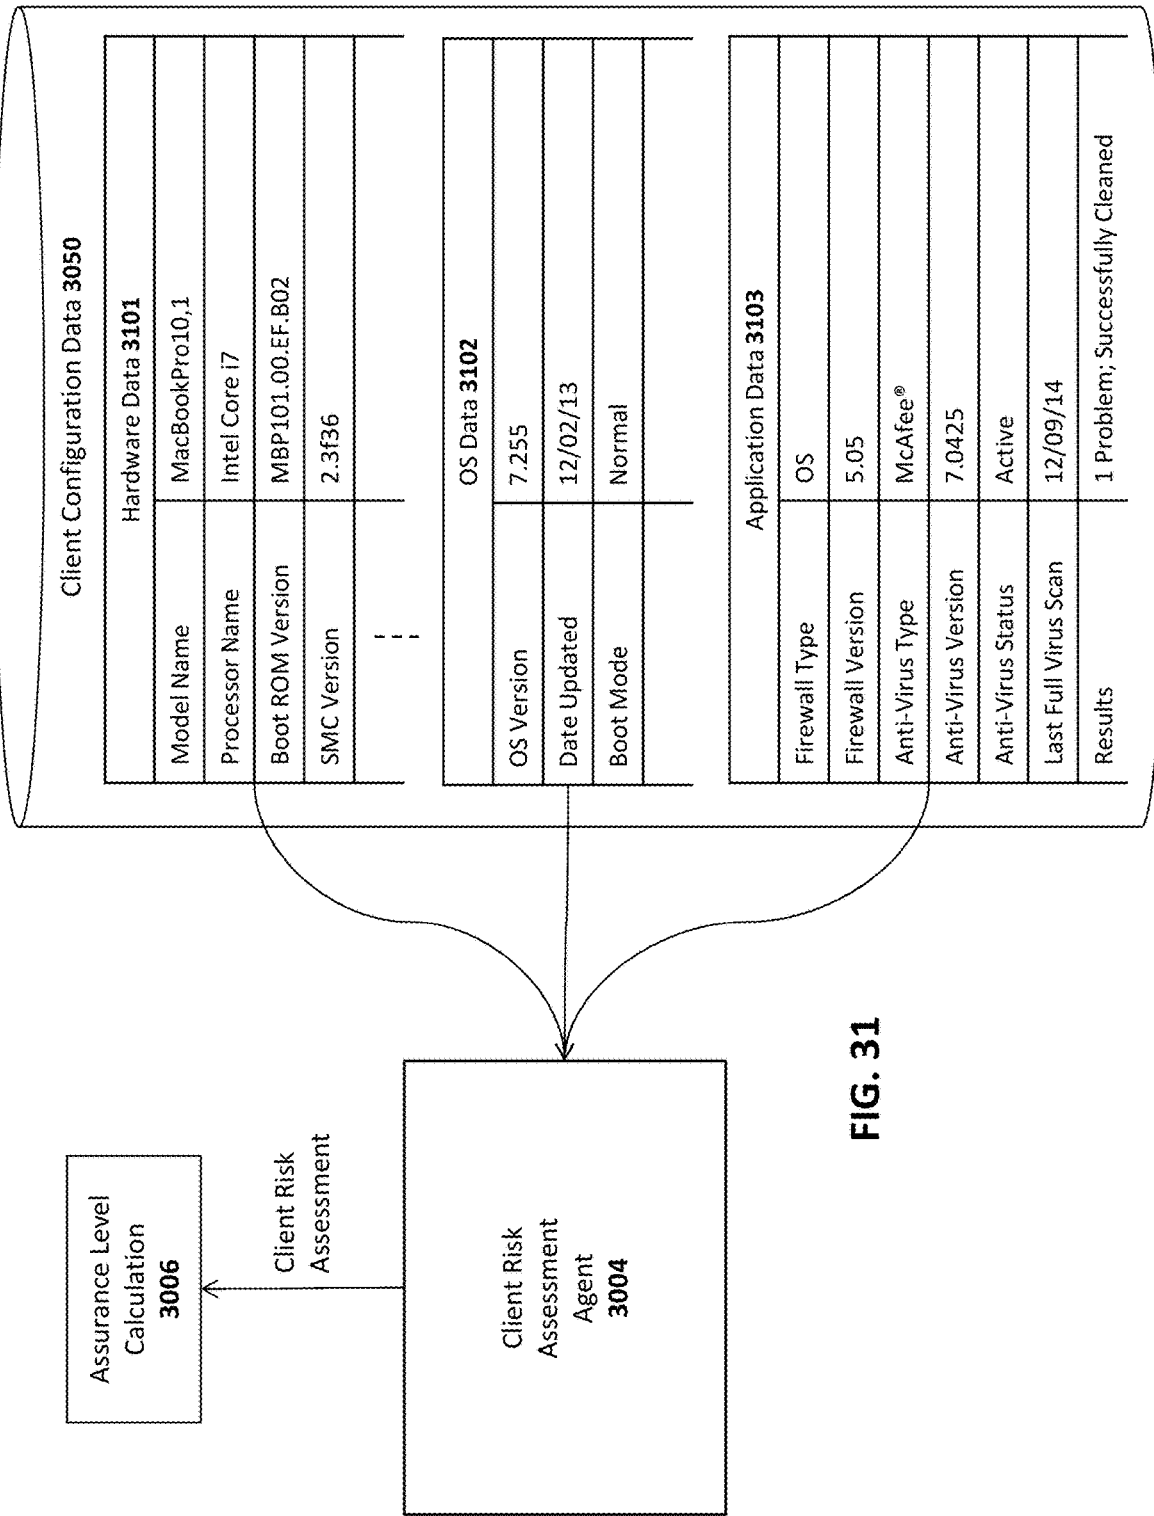 Client Configuration Data 3050
Hardware Data 3101
Model Name MacBookPro10,1
Processor Name Intel Core i7
Boot ROM Version MBP101.00.EF.B02
SMC Version 2.3f36
OS Data 3102
OS Version 7.255
Date Updated 12/02/13
Boot Mode Normal
Application Data 3103
Firewall Type OS
Firewall Version 5.05
Anti-Virus Type McAfee®
Anti-Virus Version 7.0425
Anti-Virus Status Active
Last Full Virus Scan 12/09/14
Results 1 Problem; Successfully Cleaned
Assurance Level
Calculation
3006
Client Risk
Assessment
Client Risk
Assessment
Agent
3004
FIG. 31